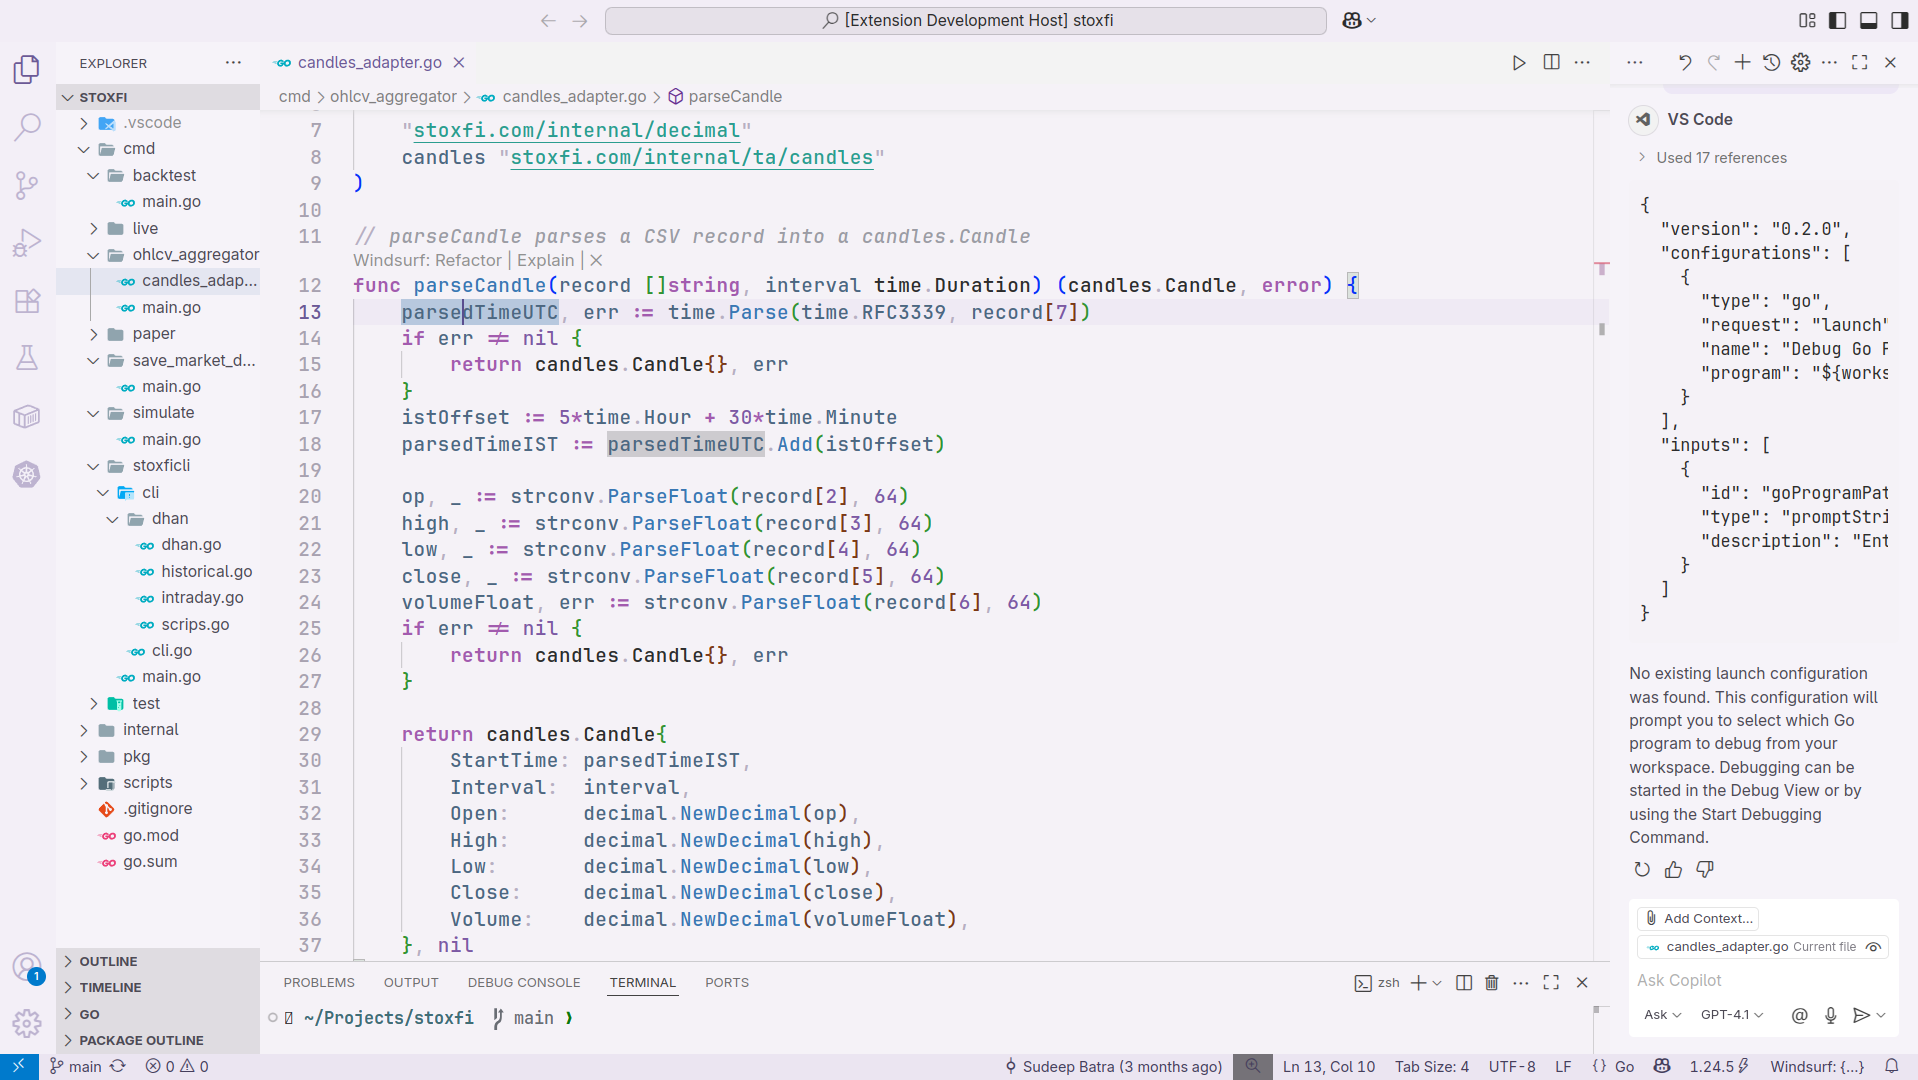 [Extension Development Host] stoxfi
EXPLORER
STOXFI
.vscode
cmd
backtest
main.go
live
ohlcv_aggregator
candles_adap...
main.go
paper
save_market_d...
main.go
simulate
main.go
stoxficli
cli
dhan
dhan.go
historical.go
intraday.go
scrips.go
cli.go
main.go
test
internal
pkg
scripts
.gitignore
go.mod
go.sum
OUTLINE
TIMELINE
GO
PACKAGE OUTLINE
candles_adapter.go
cmd > ohlcv_aggregator > candles_adapter.go > parseCandle
7 "stoxfi.com/internal/decimal"
8 candles "stoxfi.com/internal/ta/candles"
9 )
10
11 // parseCandle parses a CSV record into a candles.Candle
Windsurf: Refactor | Explain | ×
12 func parseCandle(record []string, interval time.Duration) (candles.Candle, error) {
13 parsedTimeUTC, err := time.Parse(time.RFC3339, record[7])
14 if err ≠ nil {
15 return candles.Candle{}, err
16 }
17 istOffset := 5*time.Hour + 30*time.Minute
18 parsedTimeIST := parsedTimeUTC.Add(istOffset)
19
20 op, _ := strconv.ParseFloat(record[2], 64)
21 high, _ := strconv.ParseFloat(record[3], 64)
22 low, _ := strconv.ParseFloat(record[4], 64)
23 close, _ := strconv.ParseFloat(record[5], 64)
24 volumeFloat, err := strconv.ParseFloat(record[6], 64)
25 if err ≠ nil {
26 return candles.Candle{}, err
27 }
28
29 return candles.Candle{
30 StartTime: parsedTimeIST,
31 Interval: interval,
32 Open: decimal.NewDecimal(op),
33 High: decimal.NewDecimal(high),
34 Low: decimal.NewDecimal(low),
35 Close: decimal.NewDecimal(close),
36 Volume: decimal.NewDecimal(volumeFloat),
37 }, nil
PROBLEMS OUTPUT DEBUG CONSOLE TERMINAL PORTS
zsh
~/Projects/stoxfi main ❯
VS Code
Used 17 references
{
"version": "0.2.0",
"configurations": [
{
"type": "go",
"request": "launch"
"name": "Debug Go
"program": "${works
}
],
"inputs": [
{
"id": "goProgramPat
"type": "promptStri
"description": "Ent
}
]
}
No existing launch configuration
was found. This configuration will
prompt you to select which Go
program to debug from your
workspace. Debugging can be
started in the Debug View or by
using the Start Debugging
Command.
Add Context...
candles_adapter.go Current file
Ask Copilot
Ask GPT-4.1
1
main 0 0
Sudeep Batra (3 months ago) Ln 13, Col 10 Tab Size: 4 UTF-8 LF {} Go 1.24.5 Windsurf: {...}